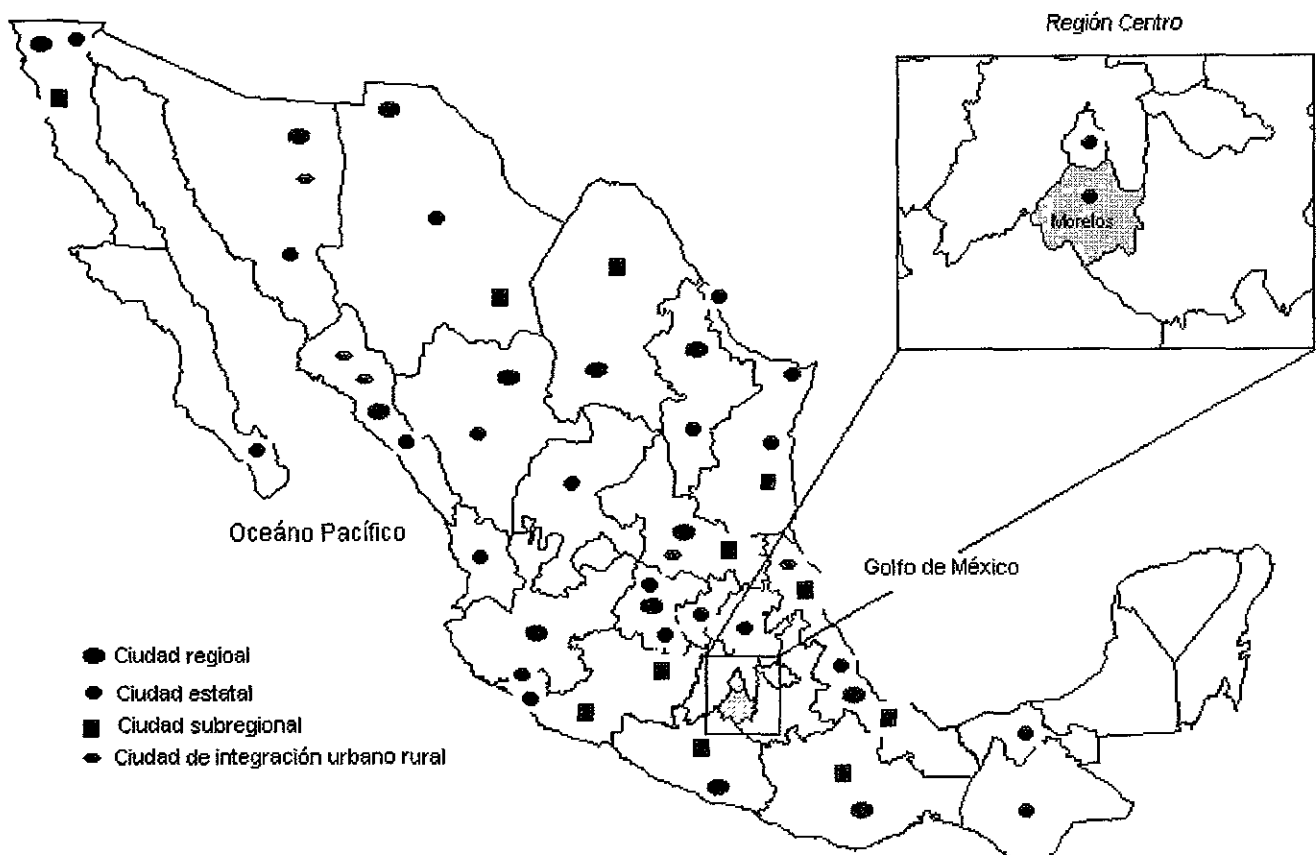 Región Centro
Morelos
Oceáno Pacífico
Golfo de México
Ciudad regioal
Ciudad estatal
Ciudad subregional
Ciudad de integración urbano rural